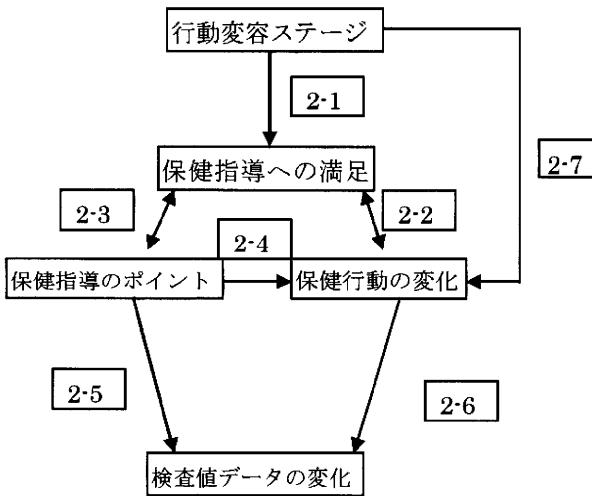 行動変容ステージ
2-1
2-7
保健指導への満足
2-3
2-2
2-4
保健指導のポイント
保健行動の変化
2-5
2-6
検査値データの変化